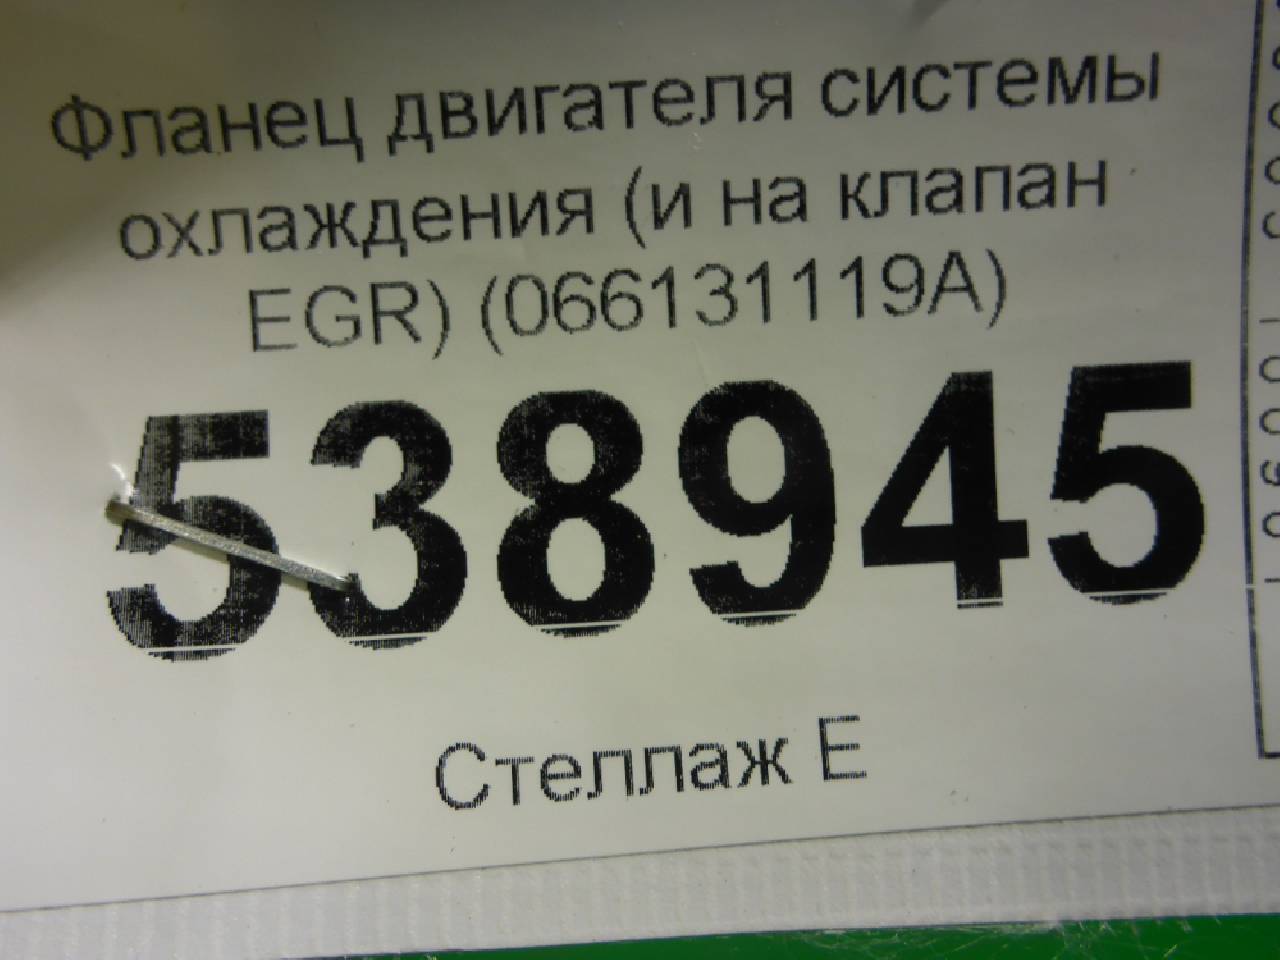 Фланец двигателя системы
охлаждения (и на клапан
EGR) (066131119A)
538945
Стеллаж Е